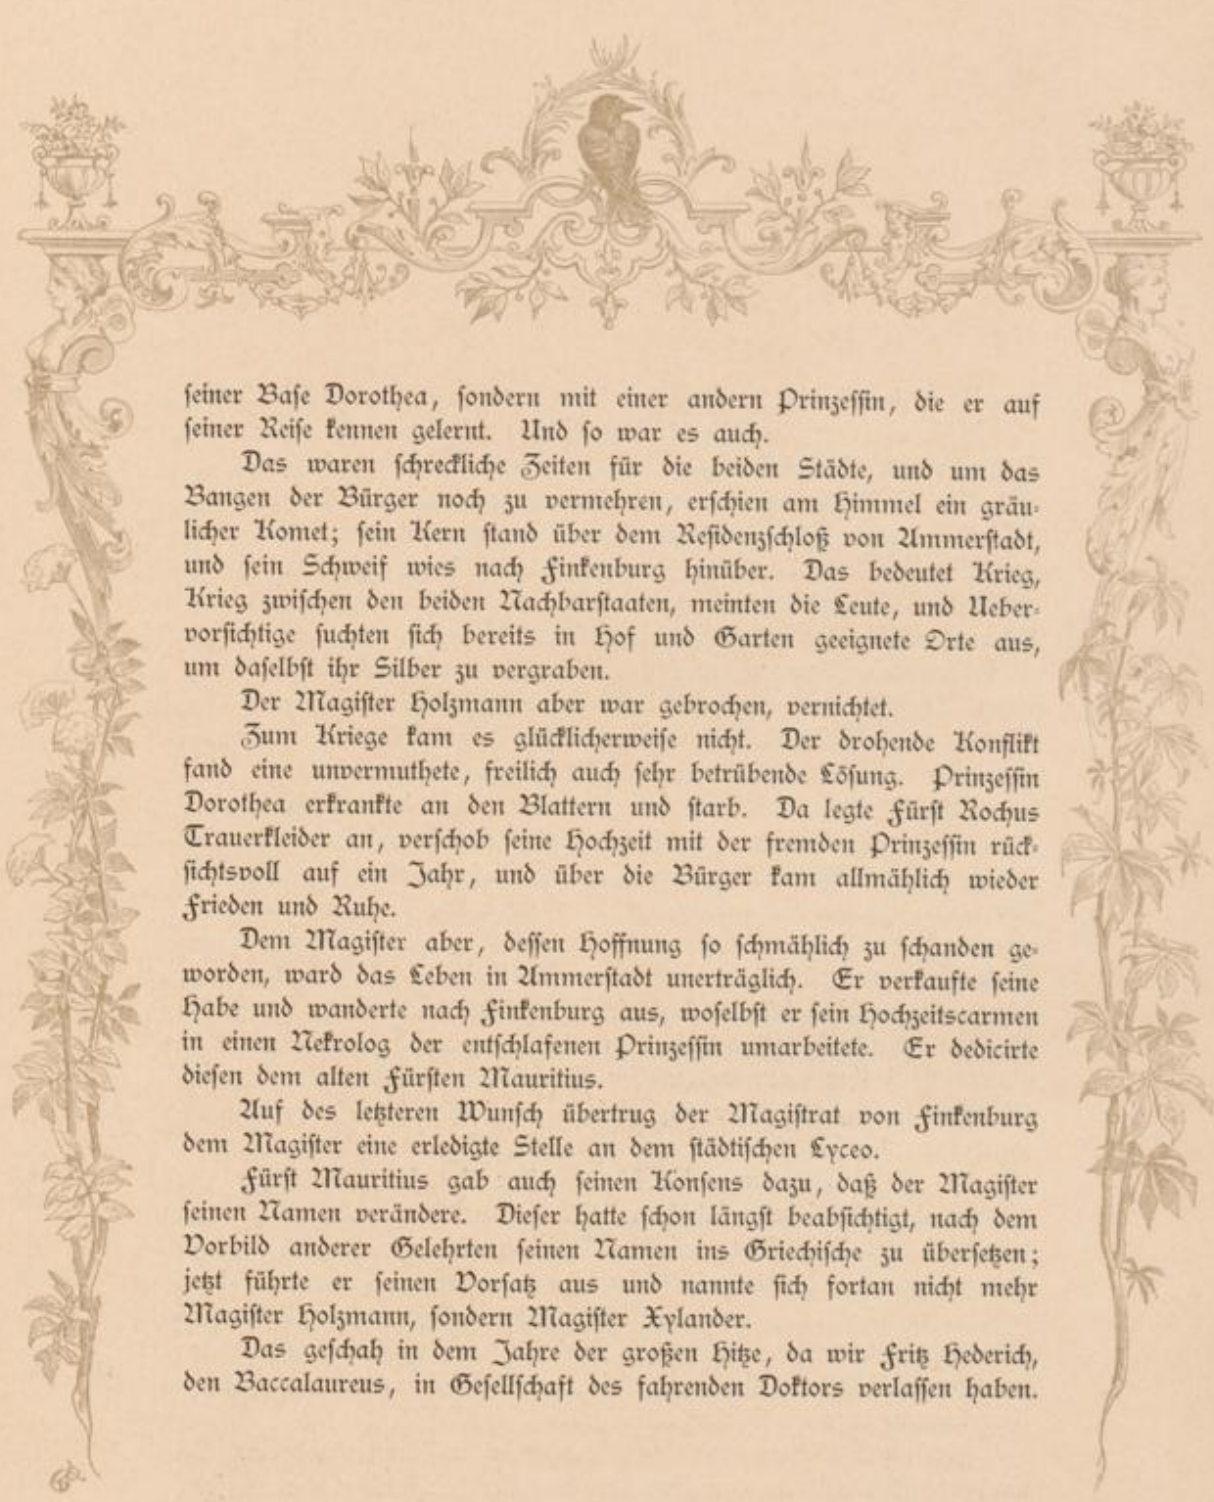 seiner Base Dorothea, sondern mit einer andern Prinzessin, die er auf
seiner Reise kennen gelernt. Und so war es auch.
Das waren schreckliche Zeiten für die beiden Städte, und um das
Bangen der Bürger noch zu vermehren, erschien am Himmel ein gräu-
licher Komet; sein Kern stand über dem Residenzschloß von Ammerstadt,
und sein Schweif wies nach Finkenburg hinüber. Das bedeutet Krieg,
Krieg zwischen den beiden Nachbarstaaten, meinten die Leute, und Ueber-
vorsichtige suchten sich bereits in Hof und Garten geeignete Orte aus,
um daselbst ihr Silber zu vergraben.
Der Magister Holzmann aber war gebrochen, vernichtet.
Zum Kriege kam es glücklicherweise nicht. Der drohende Konflikt
fand eine unvermuthete, freilich auch sehr betrübende Lösung. Prinzessin
Dorothea erkrankte an den Blattern und starb. Da legte Fürst Rochus
Trauerkleider an, verschob seine Hochzeit mit der fremden Prinzessin rück-
sichtsvoll auf ein Jahr, und über die Bürger kam allmählich wieder
Frieden und Ruhe.
Dem Magister aber, dessen Hoffnung so schmählich zu schanden ge-
worden, ward das Leben in Ammerstadt unerträglich. Er verkaufte seine
Habe und wanderte nach Finkenburg aus, woselbst er sein Hochzeitscarmen
in einen Nekrolog der entschlafenen Prinzessin umarbeitete. Er dedicirte
diesen dem alten Fürsten Mauritius.
Auf des letzteren Wunsch übertrug der Magistrat von Finkenburg
dem Magister eine erledigte Stelle an dem städtischen Lyceo.
Fürst Mauritius gab auch seinen Konsens dazu, daß der Magister
seinen Namen verändere. Dieser hatte schon längst beabsichtigt, nach dem
Vorbild anderer Gelehrten seinen Namen ins Griechische zu übersetzen;
jetzt führte er seinen Vorsatz aus und nannte sich fortan nicht mehr
Magister Holzmann, sondern Magister Xylander.
Das geschah in dem Jahre der großen Hitze, da wir Fritz Hederich,
den Baccalaureus, in Gesellschaft des fahrenden Doktors verlassen haben.